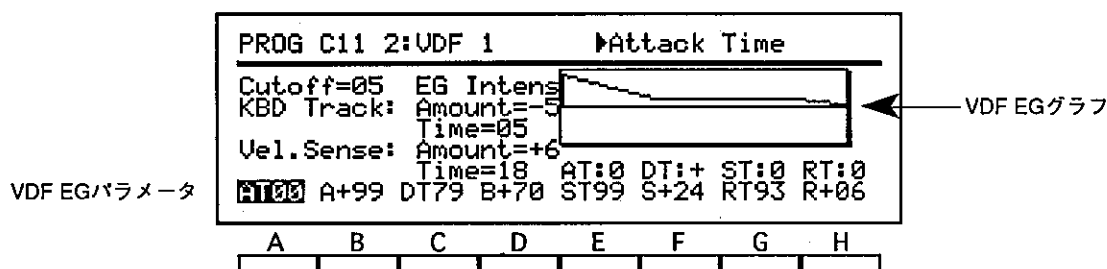 PROG C11 2:VDF 1 ▶Attack Time
Cutoff=05 EG Intens
KBD Track: Amount=-5
Time=05
Vel.Sense: Amount=+6
Time=18 AT:0 DT:+ ST:0 RT:0
AT00 A+99 DT79 B+70 ST99 S+24 RT93 R+06
VDF EGグラフ
VDF EGパラメータ
A B C D E F G H